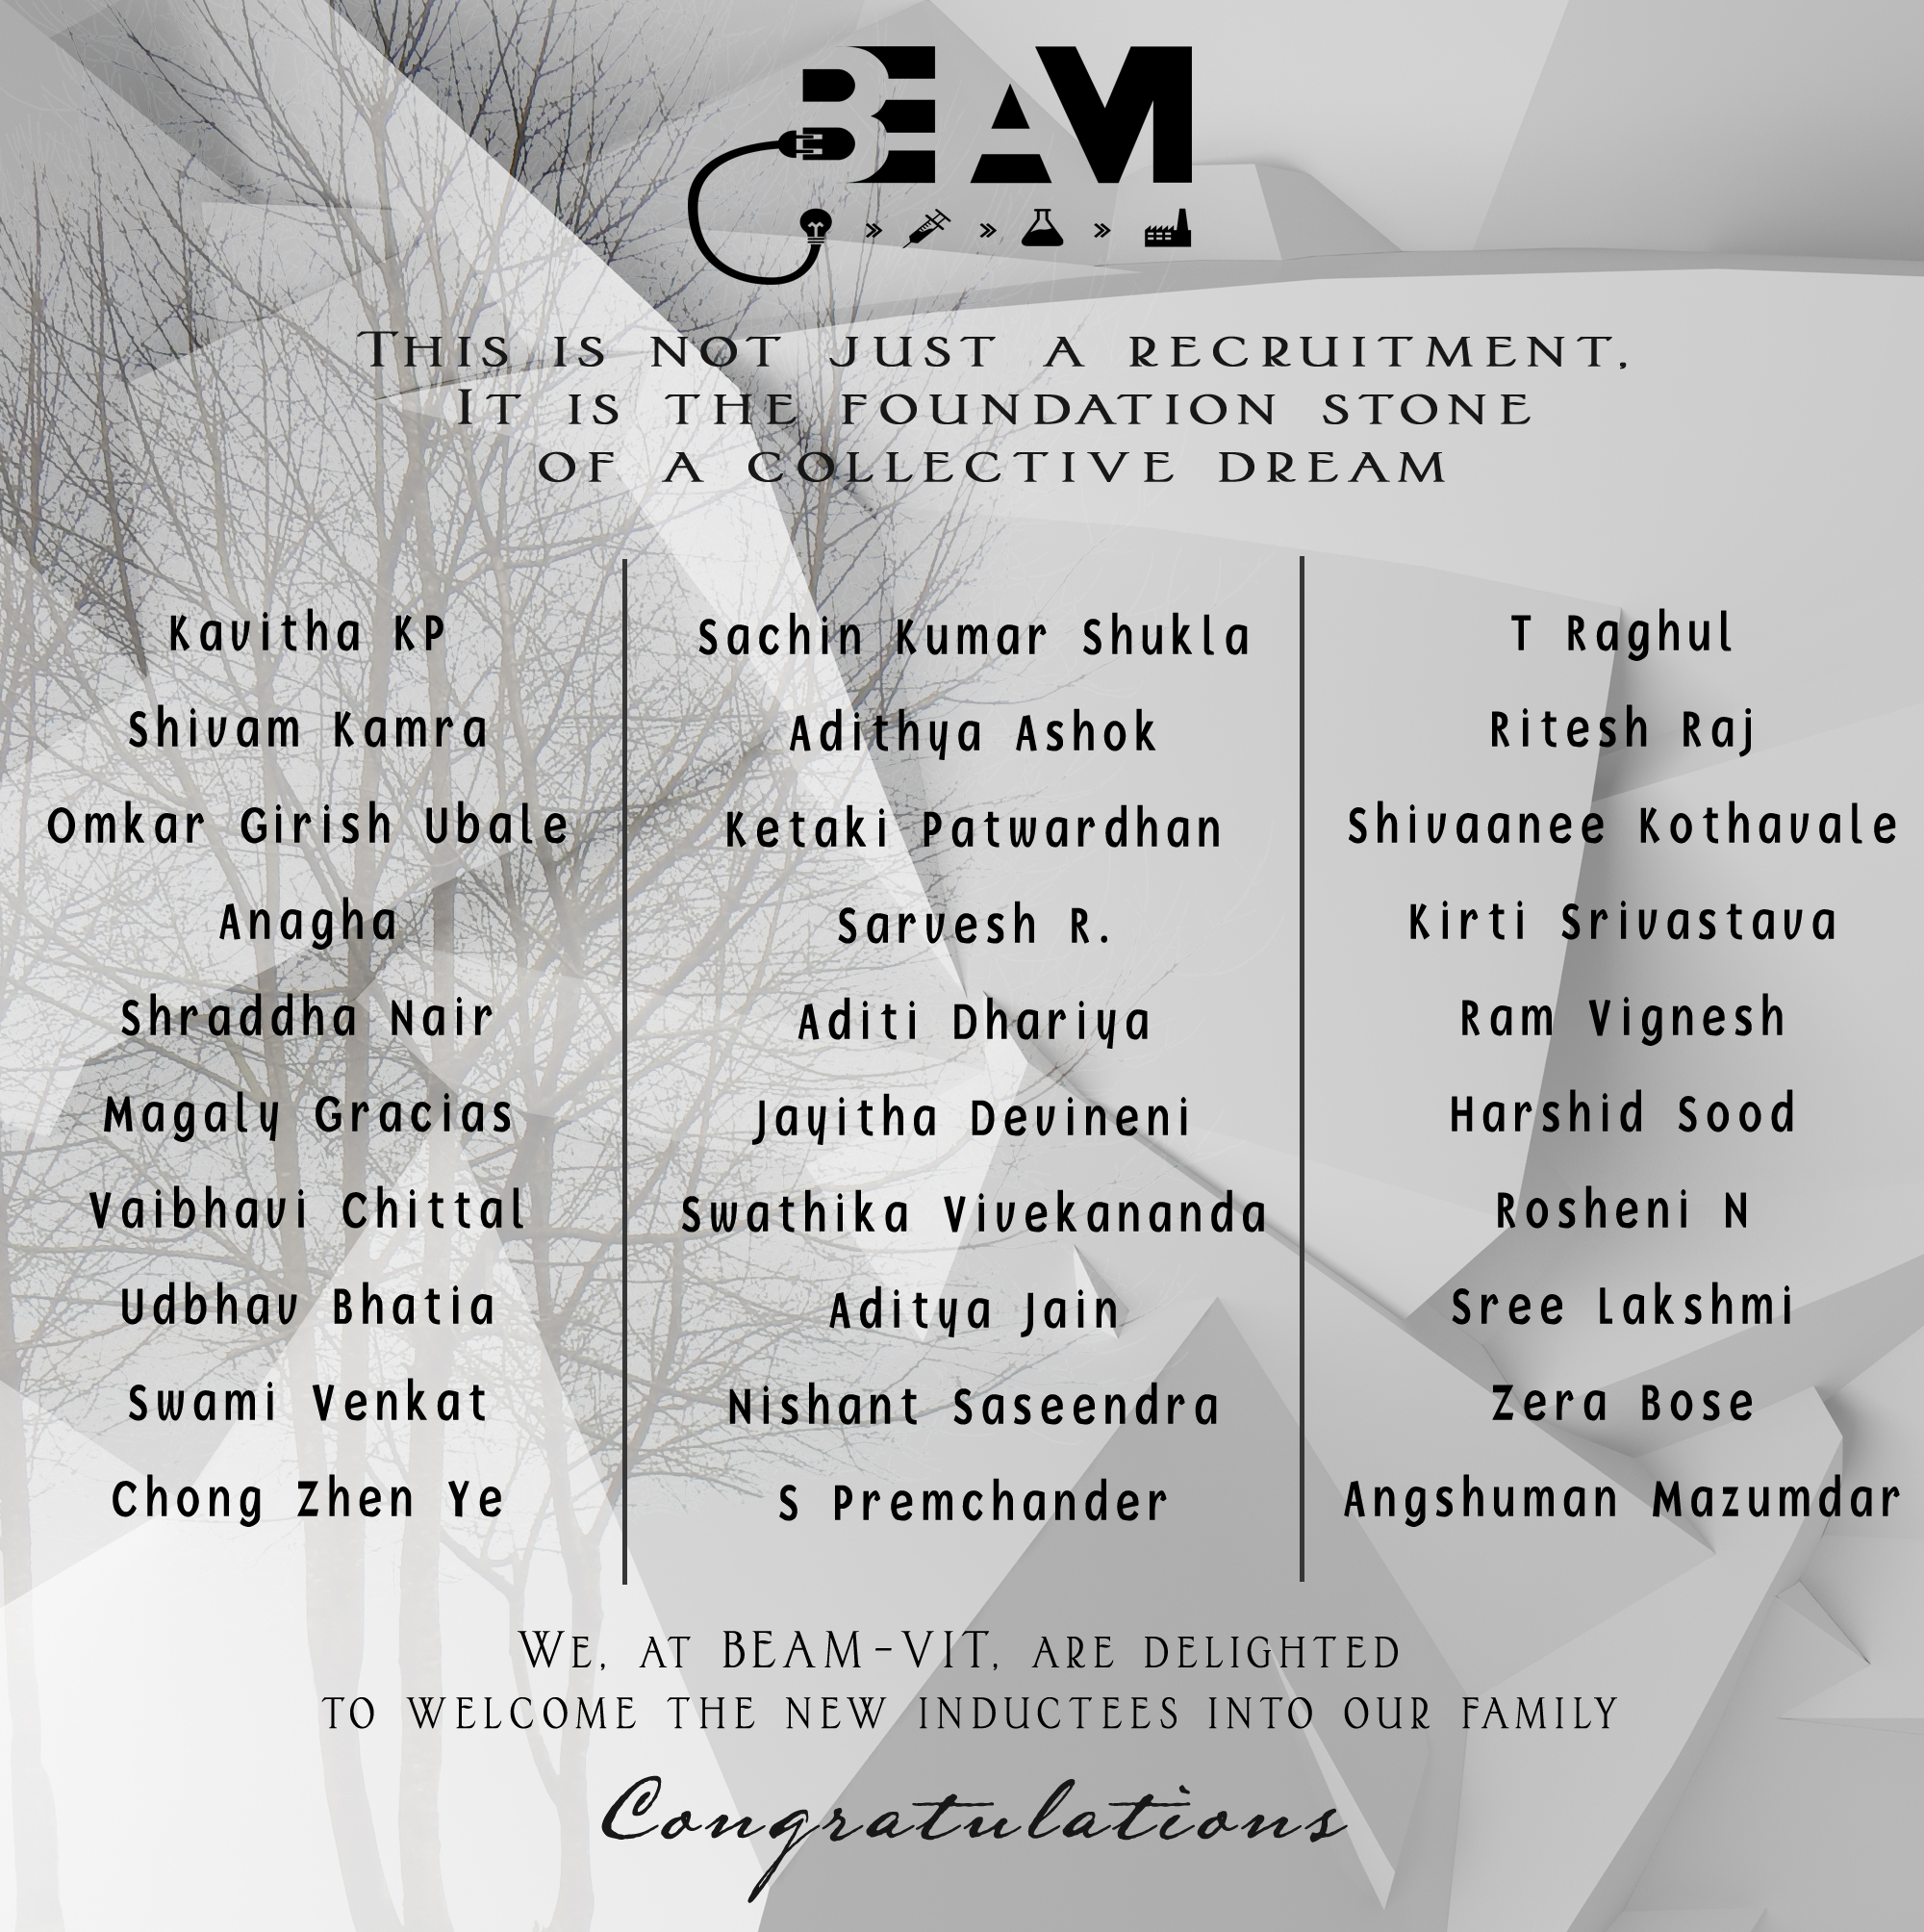 BEAM
This is not just a recruitment.
It is the foundation stone
of a collective dream
Kavitha KP
Shivam Kamra
Omkar Girish Ubale
Anagha
Shraddha Nair
Magaly Gracias
Vaibhavi Chittal
Udbhav Bhatia
Swami Venkat
Chong Zhen Ye
Sachin Kumar Shukla
Adithya Ashok
Ketaki Patwardhan
Sarvesh R.
Aditi Dhariya
Jayitha Devineni
Swathika Vivekananda
Aditya Jain
Nishant Saseendra
S Premchander
T Raghul
Ritesh Raj
Shivaanee Kothavale
Kirti Srivastava
Ram Vignesh
Harshid Sood
Rosheni N
Sree Lakshmi
Zera Bose
Angshuman Mazumdar
We, at BEAM-VIT, are delighted
to welcome the new inductees into our family
Congratulations